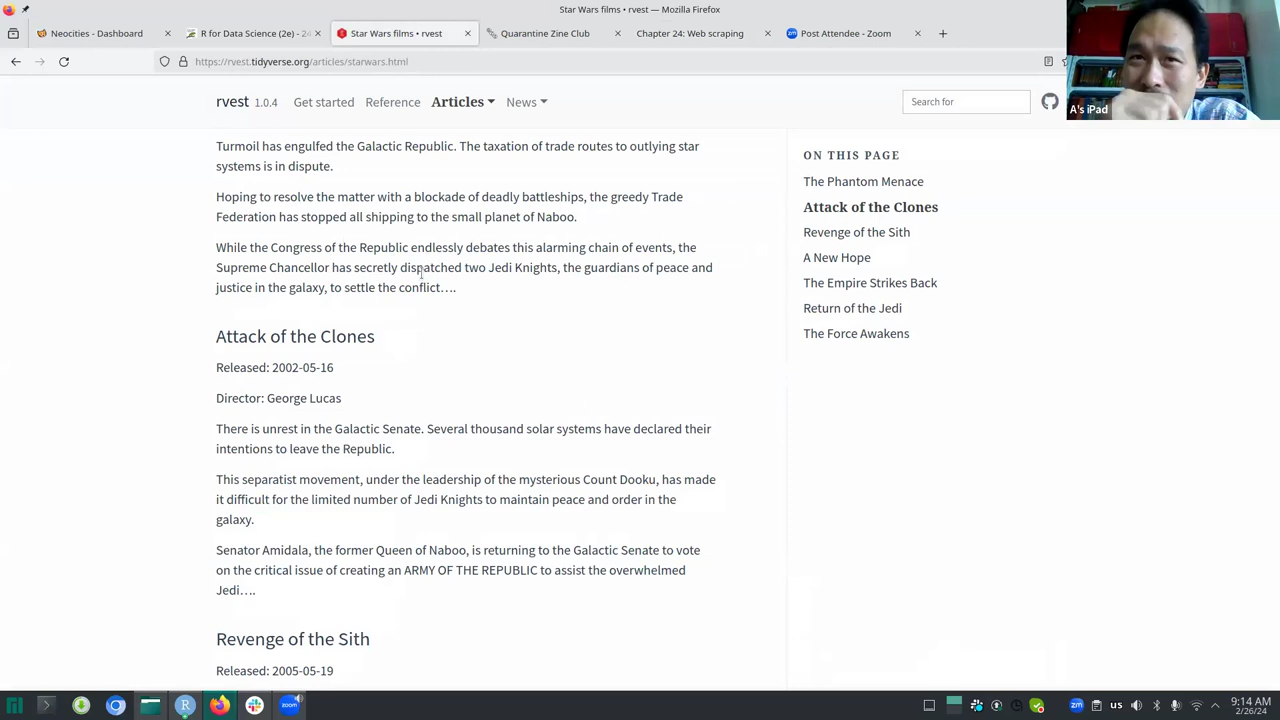 Star Wars films • rvest — Mozilla Firefox
Neocities - Dashboard
R for Data Science (2e) - 24
Star Wars films • rvest
Quarantine Zine Club
Chapter 24: Web scraping
Post Attendee - Zoom
https://rvest.tidyverse.org/articles/starwars.html
A's iPad
rvest 1.0.4 Get started Reference Articles News Search for
Turmoil has engulfed the Galactic Republic. The taxation of trade routes to outlying star
systems is in dispute.
Hoping to resolve the matter with a blockade of deadly battleships, the greedy Trade
Federation has stopped all shipping to the small planet of Naboo.
While the Congress of the Republic endlessly debates this alarming chain of events, the
Supreme Chancellor has secretly dispatched two Jedi Knights, the guardians of peace and
justice in the galaxy, to settle the conflict….
Attack of the Clones
Released: 2002-05-16
Director: George Lucas
There is unrest in the Galactic Senate. Several thousand solar systems have declared their
intentions to leave the Republic.
This separatist movement, under the leadership of the mysterious Count Dooku, has made
it difficult for the limited number of Jedi Knights to maintain peace and order in the
galaxy.
Senator Amidala, the former Queen of Naboo, is returning to the Galactic Senate to vote
on the critical issue of creating an ARMY OF THE REPUBLIC to assist the overwhelmed
Jedi….
Revenge of the Sith
Released: 2005-05-19
ON THIS PAGE
The Phantom Menace
Attack of the Clones
Revenge of the Sith
A New Hope
The Empire Strikes Back
Return of the Jedi
The Force Awakens
us
9:14 AM
2/26/24